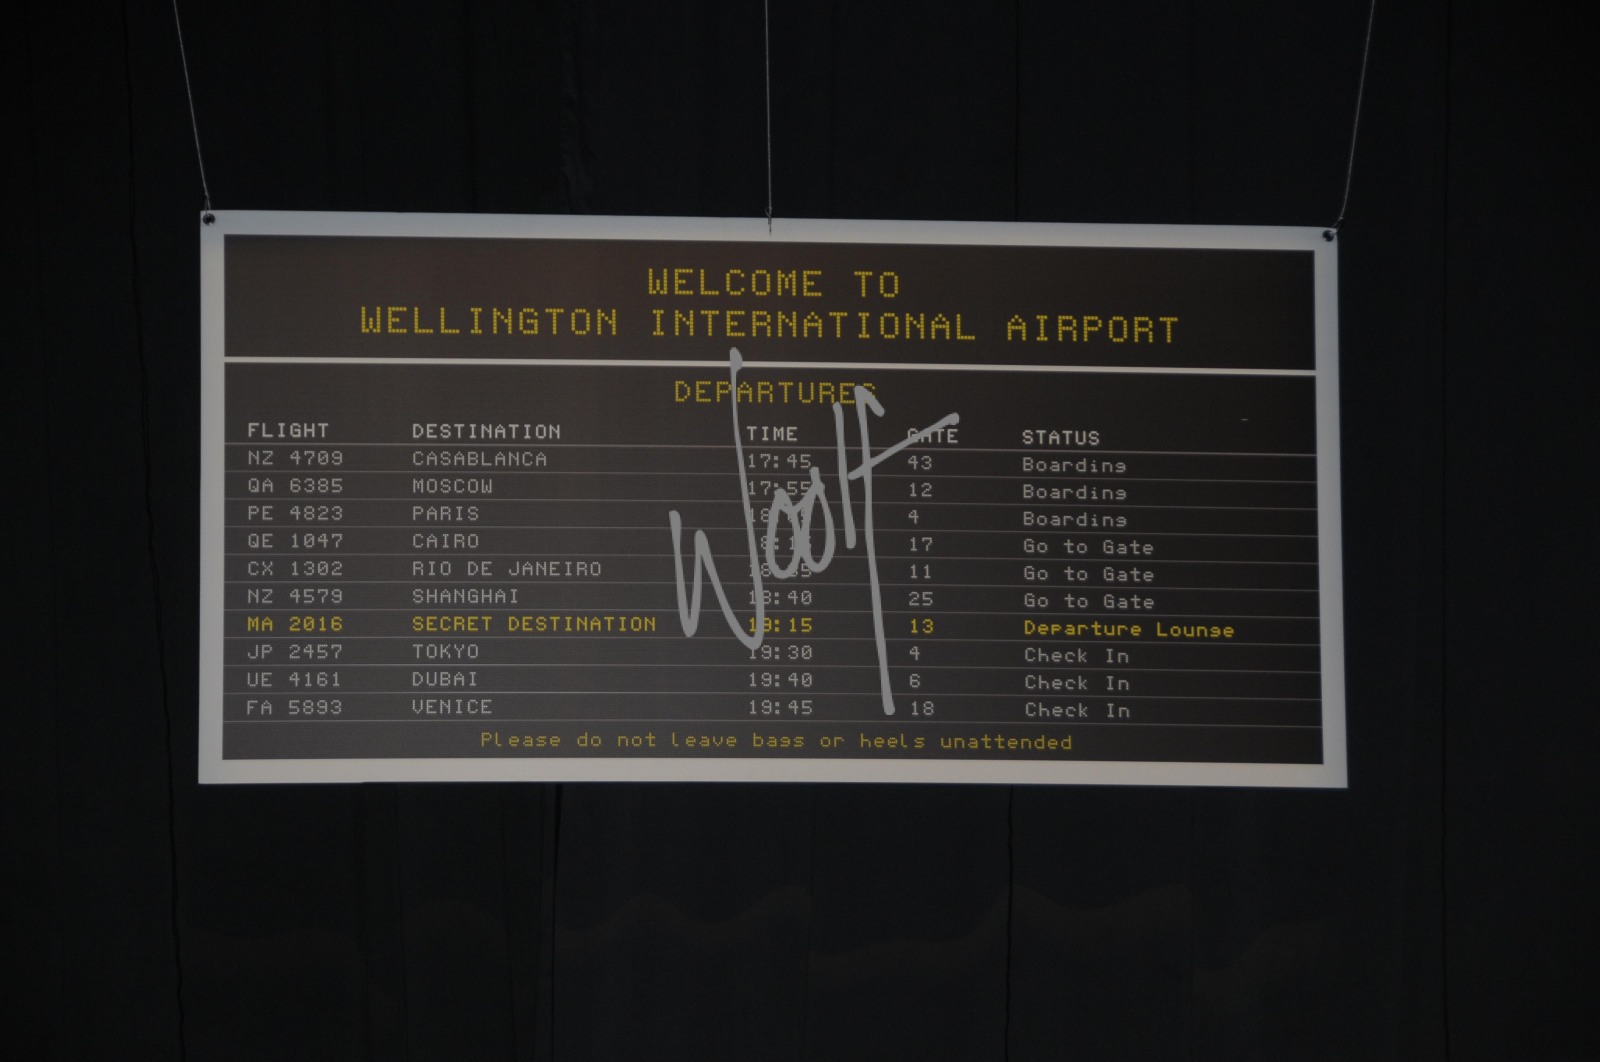 WELCOME TO
WELLINGTON INTERNATIONAL AIRPORT
DEPARTURES
FLIGHT DESTINATION TIME GATE STATUS
NZ 4709 CASABLANCA 17:45 43 Boarding
QA 6385 MOSCOW 17:55 12 Boarding
PE 4823 PARIS 4 Boarding
QE 1047 CAIRO 17 Go to Gate
CX 1302 RIO DE JANEIRO 11 Go to Gate
NZ 4579 SHANGHAI 18:40 25 Go to Gate
MA 2016 SECRET DESTINATION 19:15 13 Departure Lounge
JP 2457 TOKYO 19:30 4 Check In
UE 4161 DUBAI 19:40 6 Check In
FA 5893 VENICE 19:45 18 Check In
Please do not leave bags or heels unattended
Woolf